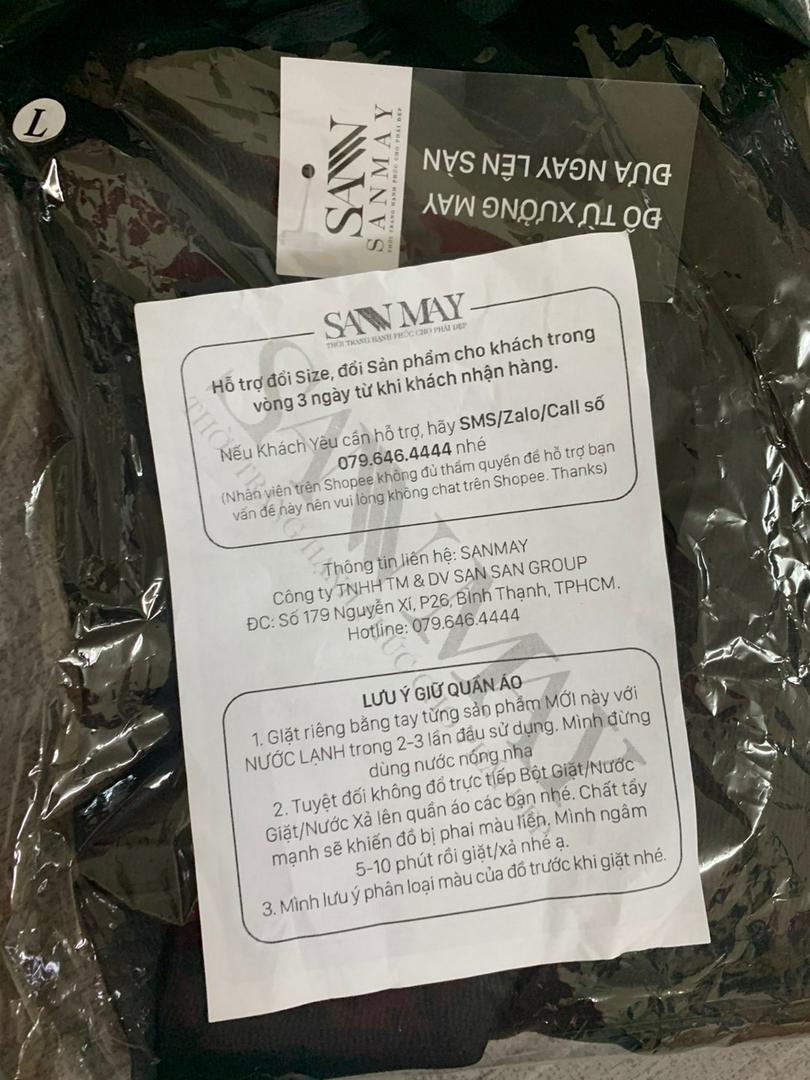 L
SANMAY
SANMAY
THỜI TRANG HẠNH PHÚC CHO PHÁI ĐẸP
ĐỒ TỪ XƯỞNG MAY
ĐƯA NGAY LÊN SÀN
SANMAY
THỜI TRANG HẠNH PHÚC CHO PHÁI ĐẸP
Hỗ trợ đổi Size, đổi Sản phẩm cho khách trong
vòng 3 ngày từ khi khách nhận hàng.
Nếu Khách Yêu cần hỗ trợ, hãy SMS/Zalo/Call số
079.646.4444 nhé
(Nhân viên trên Shopee không đủ thẩm quyền để hỗ trợ bạn
vấn đề này nên vui lòng không chat trên Shopee. Thanks)
Thông tin liên hệ: SANMAY
Công ty TNHH TM & DV SAN SAN GROUP
ĐC: Số 179 Nguyễn Xí, P26, Bình Thạnh, TPHCM.
Hotline: 079.646.4444
LƯU Ý GIỮ QUẦN ÁO
1. Giặt riêng bằng tay từng sản phẩm MỚI này với
NƯỚC LẠNH trong 2-3 lần đầu sử dụng. Mình đừng
dùng nước nóng nha
2. Tuyệt đối không đổ trực tiếp Bột Giặt/Nước
Giặt/Nước Xả lên quần áo các bạn nhé. Chất tẩy
mạnh sẽ khiến đồ bị phai màu liền, Mình ngâm
5-10 phút rồi giặt/xả nhé ạ.
3. Mình lưu ý phân loại màu của đồ trước khi giặt nhé.